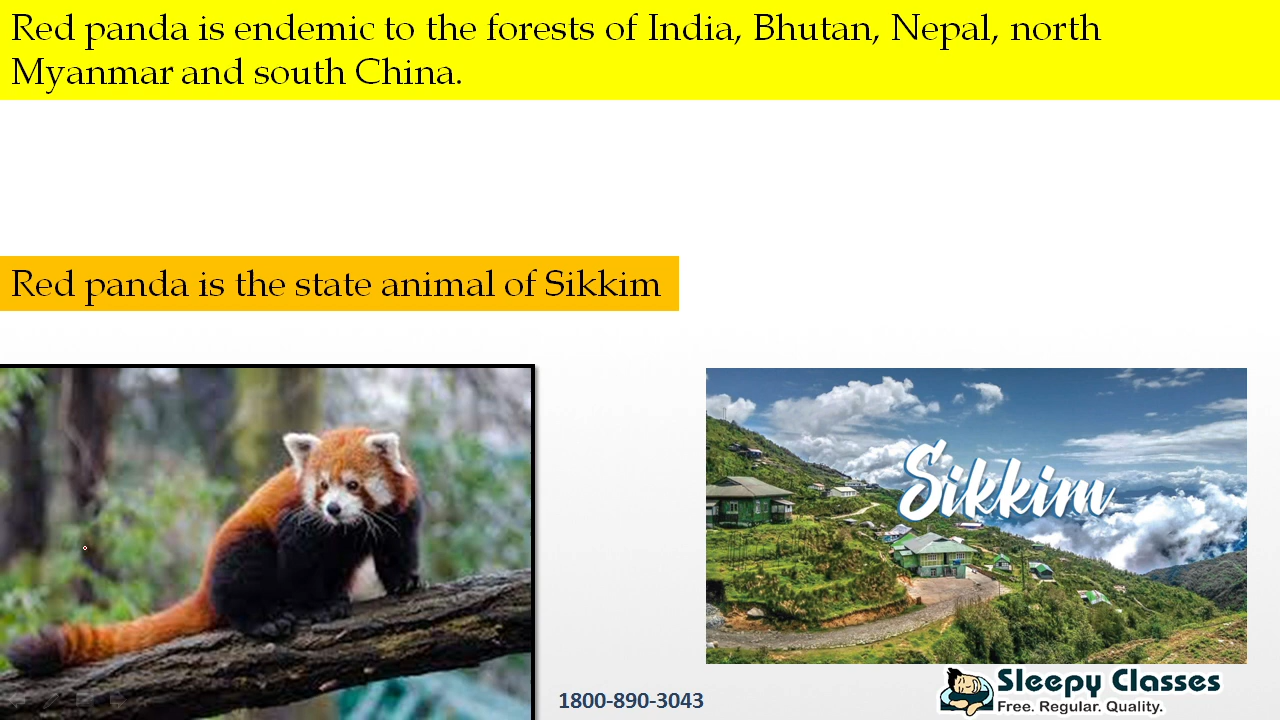 Red panda is endemic to the forests of India, Bhutan, Nepal, north
Myanmar and south China.
Red panda is the state animal of Sikkim
Sikkim
1800-890-3043
Sleepy Classes
Free. Regular. Quality.